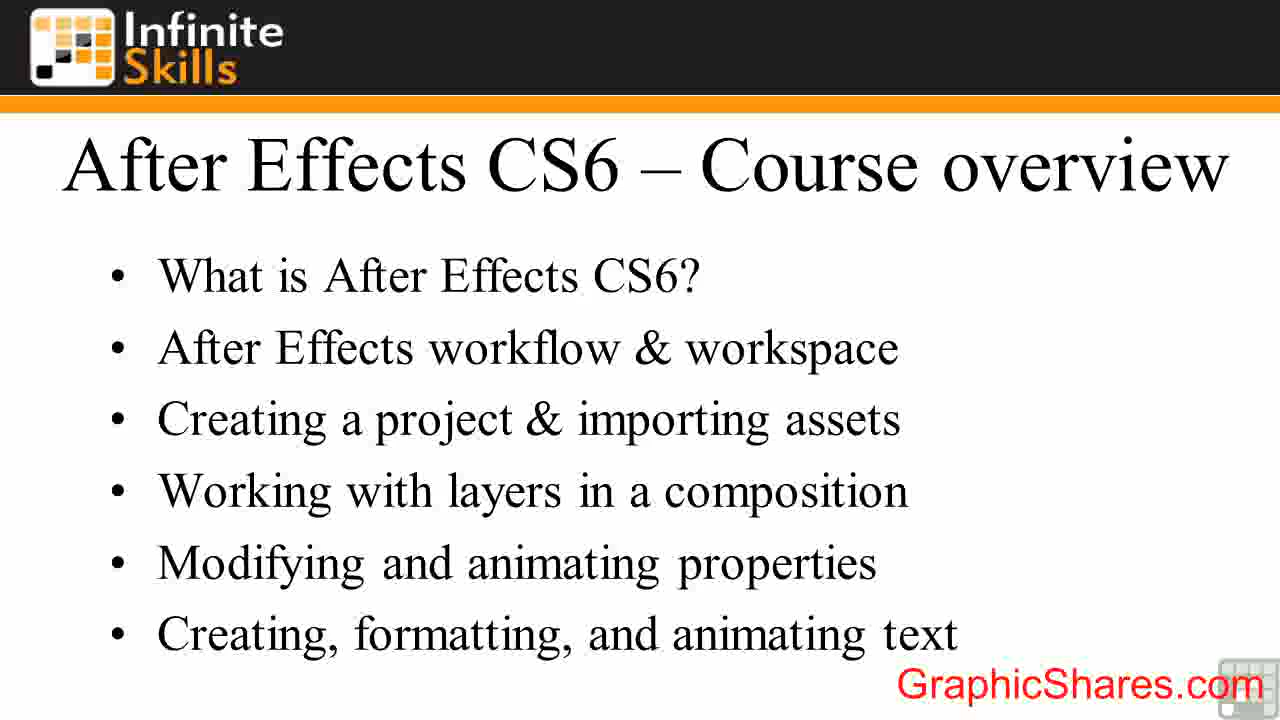 Infinite
Skills
After Effects CS6 – Course overview
• What is After Effects CS6?
• After Effects workflow & workspace
• Creating a project & importing assets
• Working with layers in a composition
• Modifying and animating properties
• Creating, formatting, and animating text
GraphicShares.com